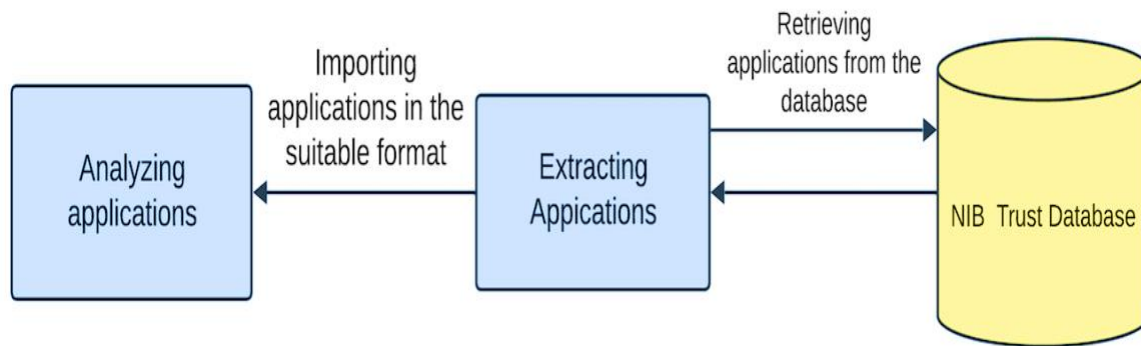 Analyzing
applications
Importing
applications in the
suitable format
Extracting
Appications
Retrieving
applications from the
database
NIB Trust Database